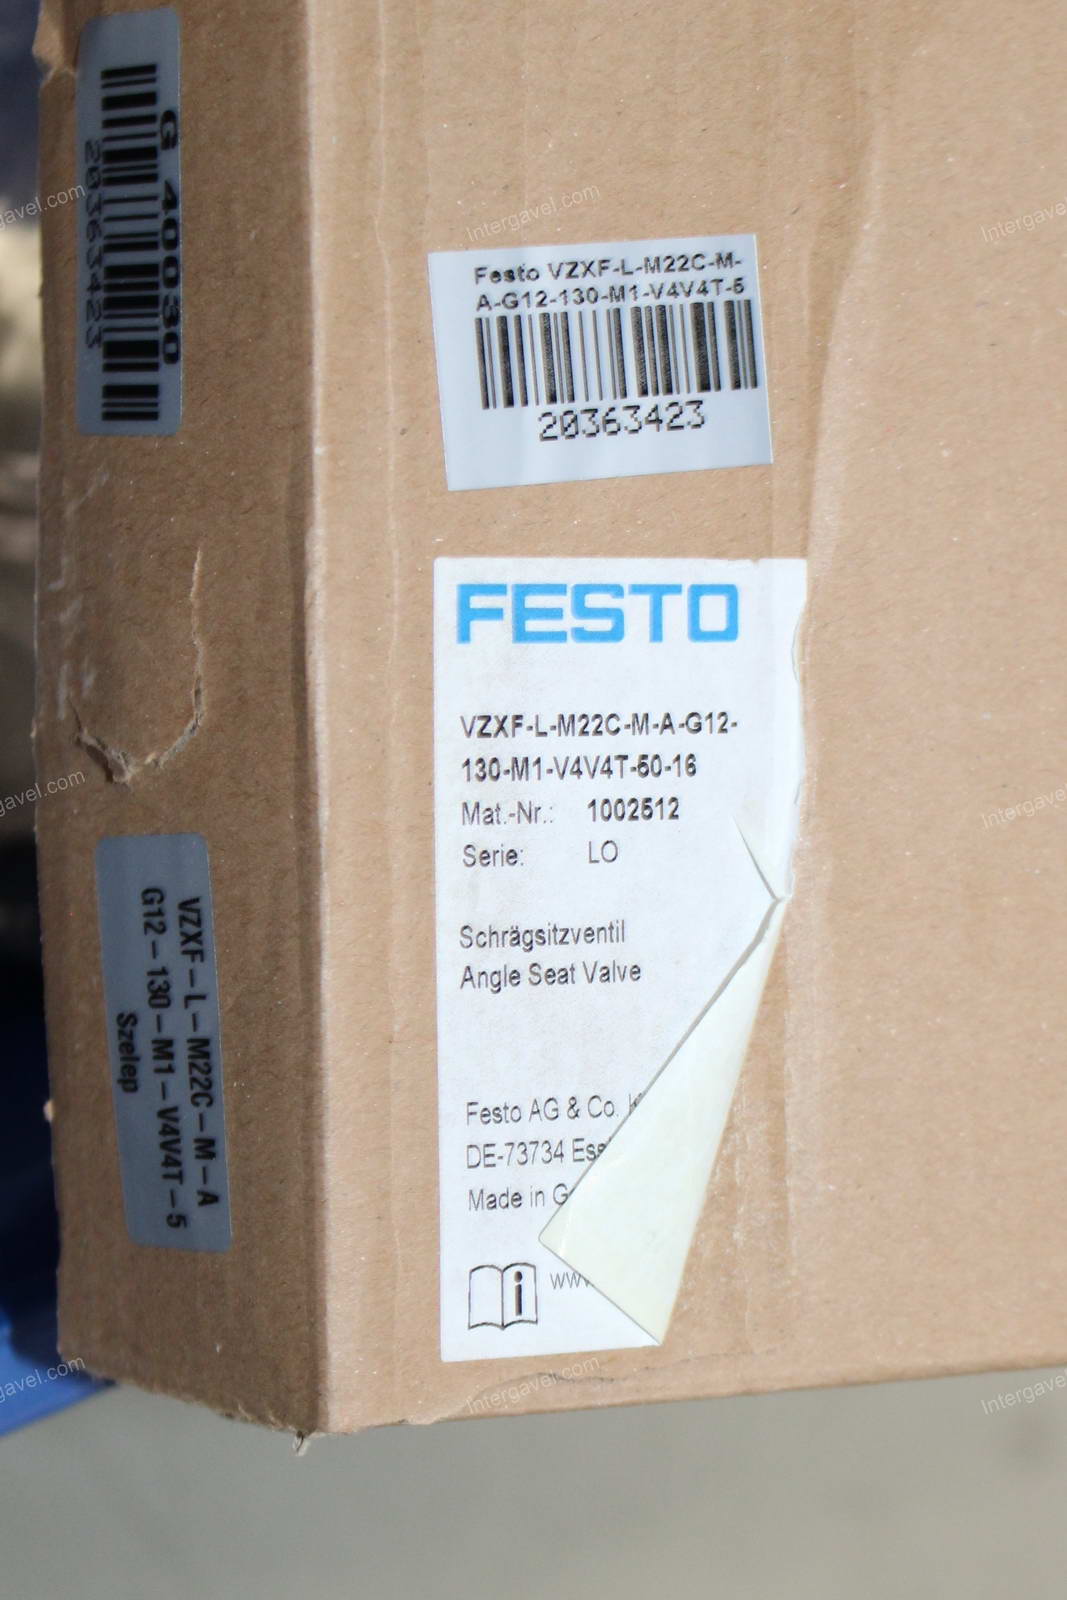 G 40030
20363423
Festo VZXF-L-M22C-M-
A-G12-130-M1-V4V4T-5
20363423
FESTO
VZXF-L-M22C-M-A-G12-
130-M1-V4V4T-50-16
Mat.-Nr.: 1002512
Serie: LO
Schrägsitzventil
Angle Seat Valve
Festo AG & Co.
DE-73734
Made in
VZXF-L-M22C-M-A
G12-130-M1-V4V4T-5
Szelep
Intergavel.com
Intergavel.com